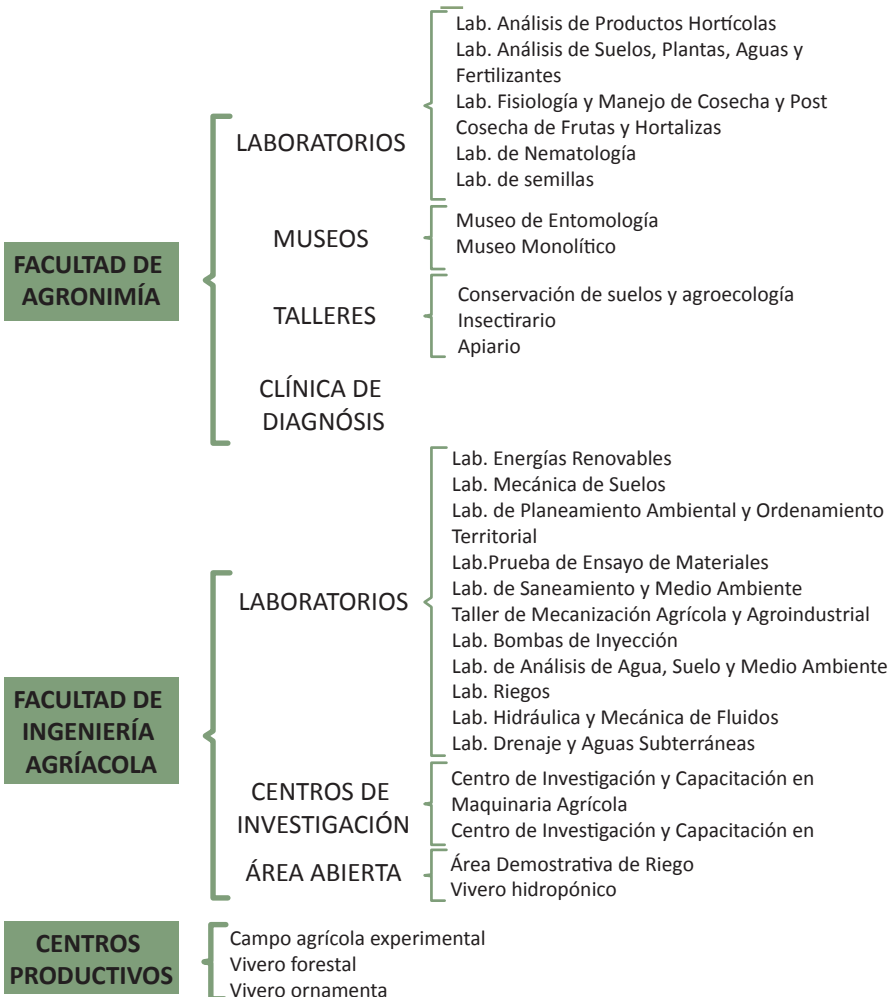 FACULTAD DE
AGRONIMÍA
LABORATORIOS
Lab. Análisis de Productos Hortícolas
Lab. Análisis de Suelos, Plantas, Aguas y
Fertilizantes
Lab. Fisiología y Manejo de Cosecha y Post
Cosecha de Frutas y Hortalizas
Lab. de Nematología
Lab. de semillas
MUSEOS
Museo de Entomología
Museo Monolítico
TALLERES
Conservación de suelos y agroecología
Insectirario
Apiario
CLÍNICA DE
DIAGNÓSIS
FACULTAD DE
INGENIERÍA
AGRÍACOLA
LABORATORIOS
Lab. Energías Renovables
Lab. Mecánica de Suelos
Lab. de Planeamiento Ambiental y Ordenamiento
Territorial
Lab.Prueba de Ensayo de Materiales
Lab. de Saneamiento y Medio Ambiente
Taller de Mecanización Agrícola y Agroindustrial
Lab. Bombas de Inyección
Lab. de Análisis de Agua, Suelo y Medio Ambiente
Lab. Riegos
Lab. Hidráulica y Mecánica de Fluidos
Lab. Drenaje y Aguas Subterráneas
CENTROS DE
INVESTIGACIÓN
Centro de Investigación y Capacitación en
Maquinaria Agrícola
Centro de Investigación y Capacitación en
ÁREA ABIERTA
Área Demostrativa de Riego
Vivero hidropónico
CENTROS
PRODUCTIVOS
Campo agrícola experimental
Vivero forestal
Vivero ornamenta